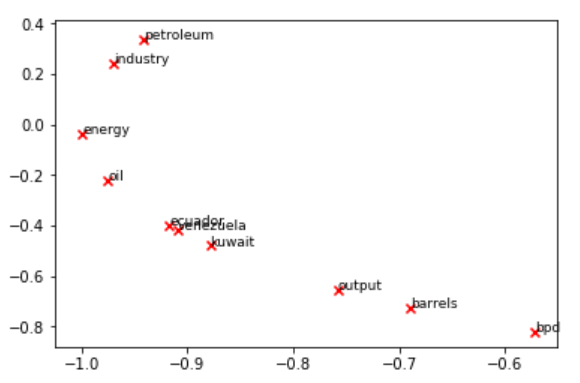 0.4
petroleum
industry
0.2
0.0
energy
oil
−0.2
ecuador
venezuela
−0.4
kuwait
−0.6
output
barrels
−0.8
bpd
−1.0 −0.9 −0.8 −0.7 −0.6